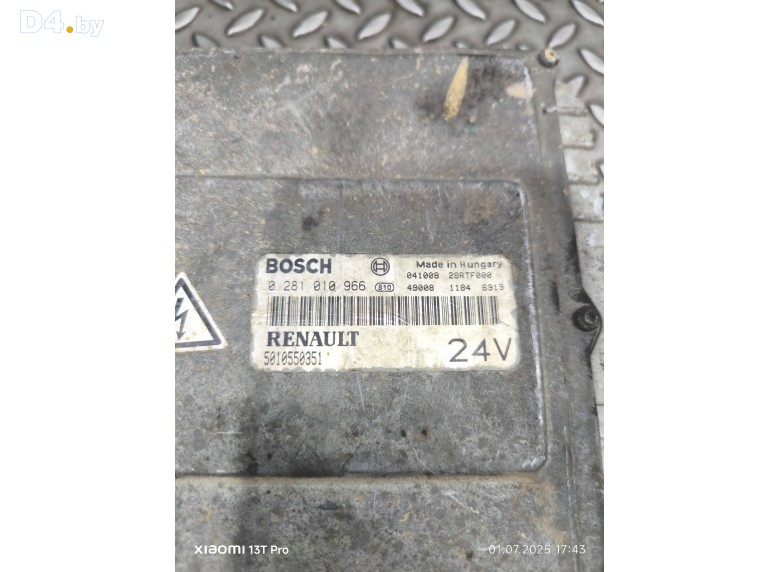 D4.by
BOSCH Made in Hungary
041008 28RTF000
0 281 010 966 810 49008 1184 6919
RENAULT
5010550351 24V
XIAOMI 13T Pro 01.07.2025 17:43